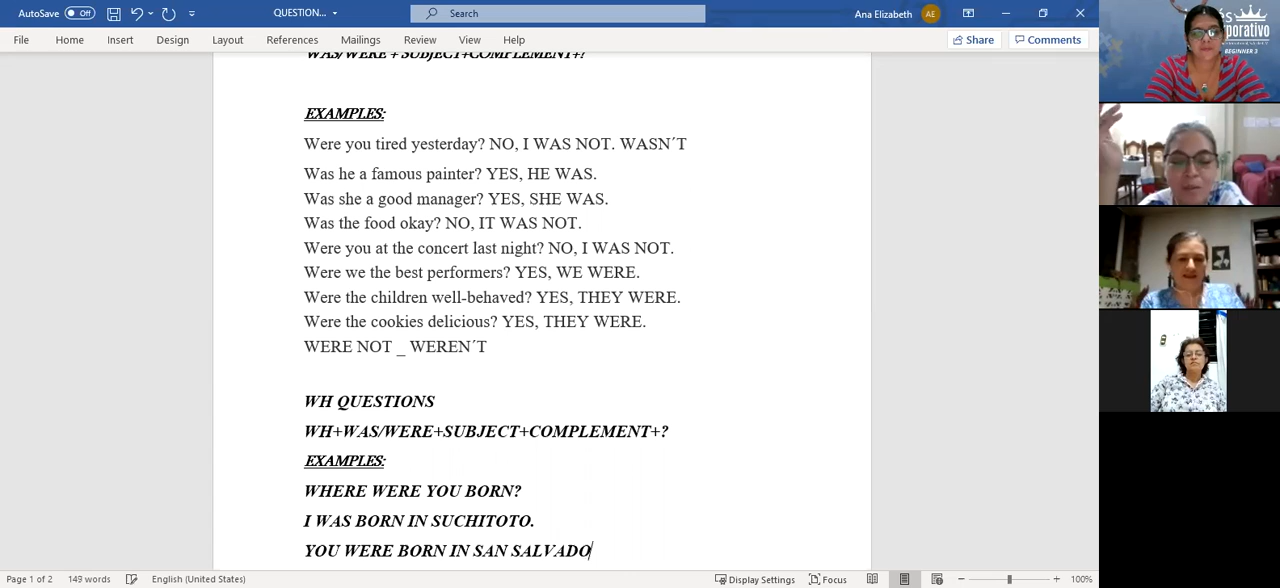 AutoSave Off QUESTION... Search Ana Elizabeth AE
File Home Insert Design Layout References Mailings Review View Help Share Comments
WAS/WERE + SUBJECT+COMPLEMENT+?
EXAMPLES:
Were you tired yesterday? NO, I WAS NOT. WASN´T
Was he a famous painter? YES, HE WAS.
Was she a good manager? YES, SHE WAS.
Was the food okay? NO, IT WAS NOT.
Were you at the concert last night? NO, I WAS NOT.
Were we the best performers? YES, WE WERE.
Were the children well-behaved? YES, THEY WERE.
Were the cookies delicious? YES, THEY WERE.
WERE NOT _ WEREN´T
WH QUESTIONS
WH+WAS/WERE+SUBJECT+COMPLEMENT+?
EXAMPLES:
WHERE WERE YOU BORN?
I WAS BORN IN SUCHITOTO.
YOU WERE BORN IN SAN SALVADO
Page 1 of 2 149 words English (United States) Display Settings Focus 100%
BEGINNER 3